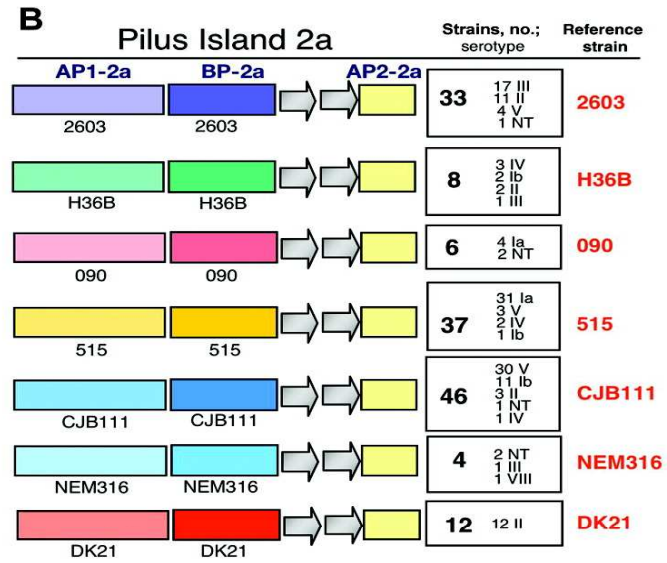 B
Pilus Island 2a
Strains, no.;
serotype
Reference
strain
AP1-2a BP-2a AP2-2a
2603 2603
33
17 III
11 II
4 V
1 NT
2603
H36B H36B
8
3 IV
2 Ib
2 II
1 III
H36B
090 090
6
4 Ia
2 NT
090
515 515
37
31 Ia
3 V
2 IV
1 Ib
515
CJB111 CJB111
46
30 V
11 Ib
3 II
1 NT
1 IV
CJB111
NEM316 NEM316
4
2 NT
1 III
1 VIII
NEM316
DK21 DK21
12
12 II
DK21